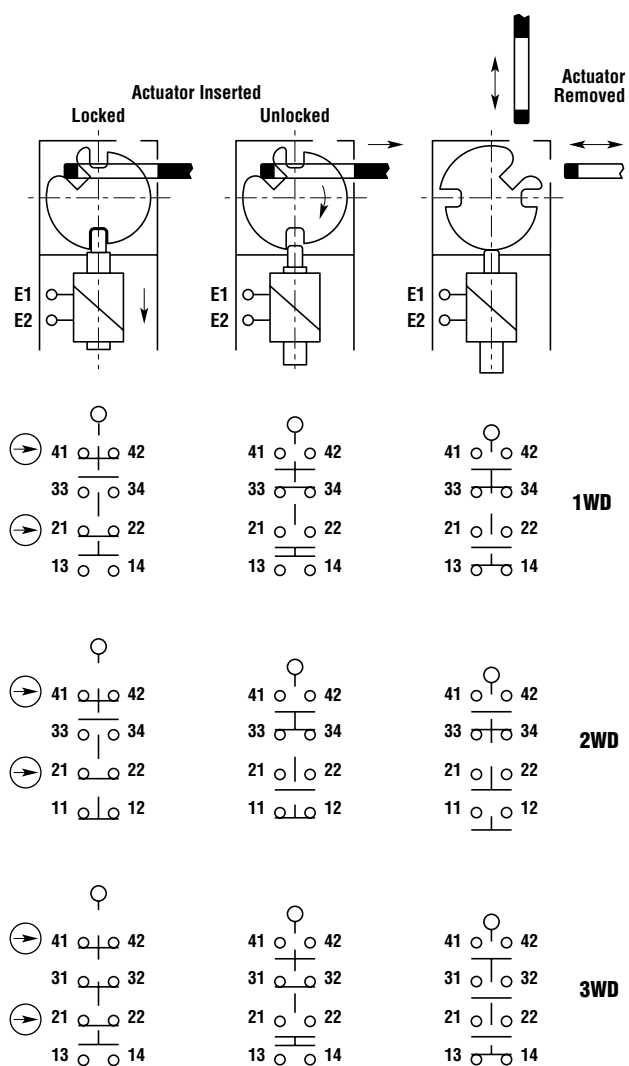 Actuator Inserted
Actuator
Removed
Locked
Unlocked
E1 E1 E1
E2 E2 E2
41 42 41 42 41 42
33 34 33 34 33 34
1WD
21 22 21 22 21 22
13 14 13 14 13 14
41 42 41 42 41 42
33 34 33 34 33 34
2WD
21 22 21 22 21 22
11 12 11 12 11 12
41 42 41 42 41 42
31 32 31 32 31 32
3WD
21 22 21 22 21 22
13 14 13 14 13 14